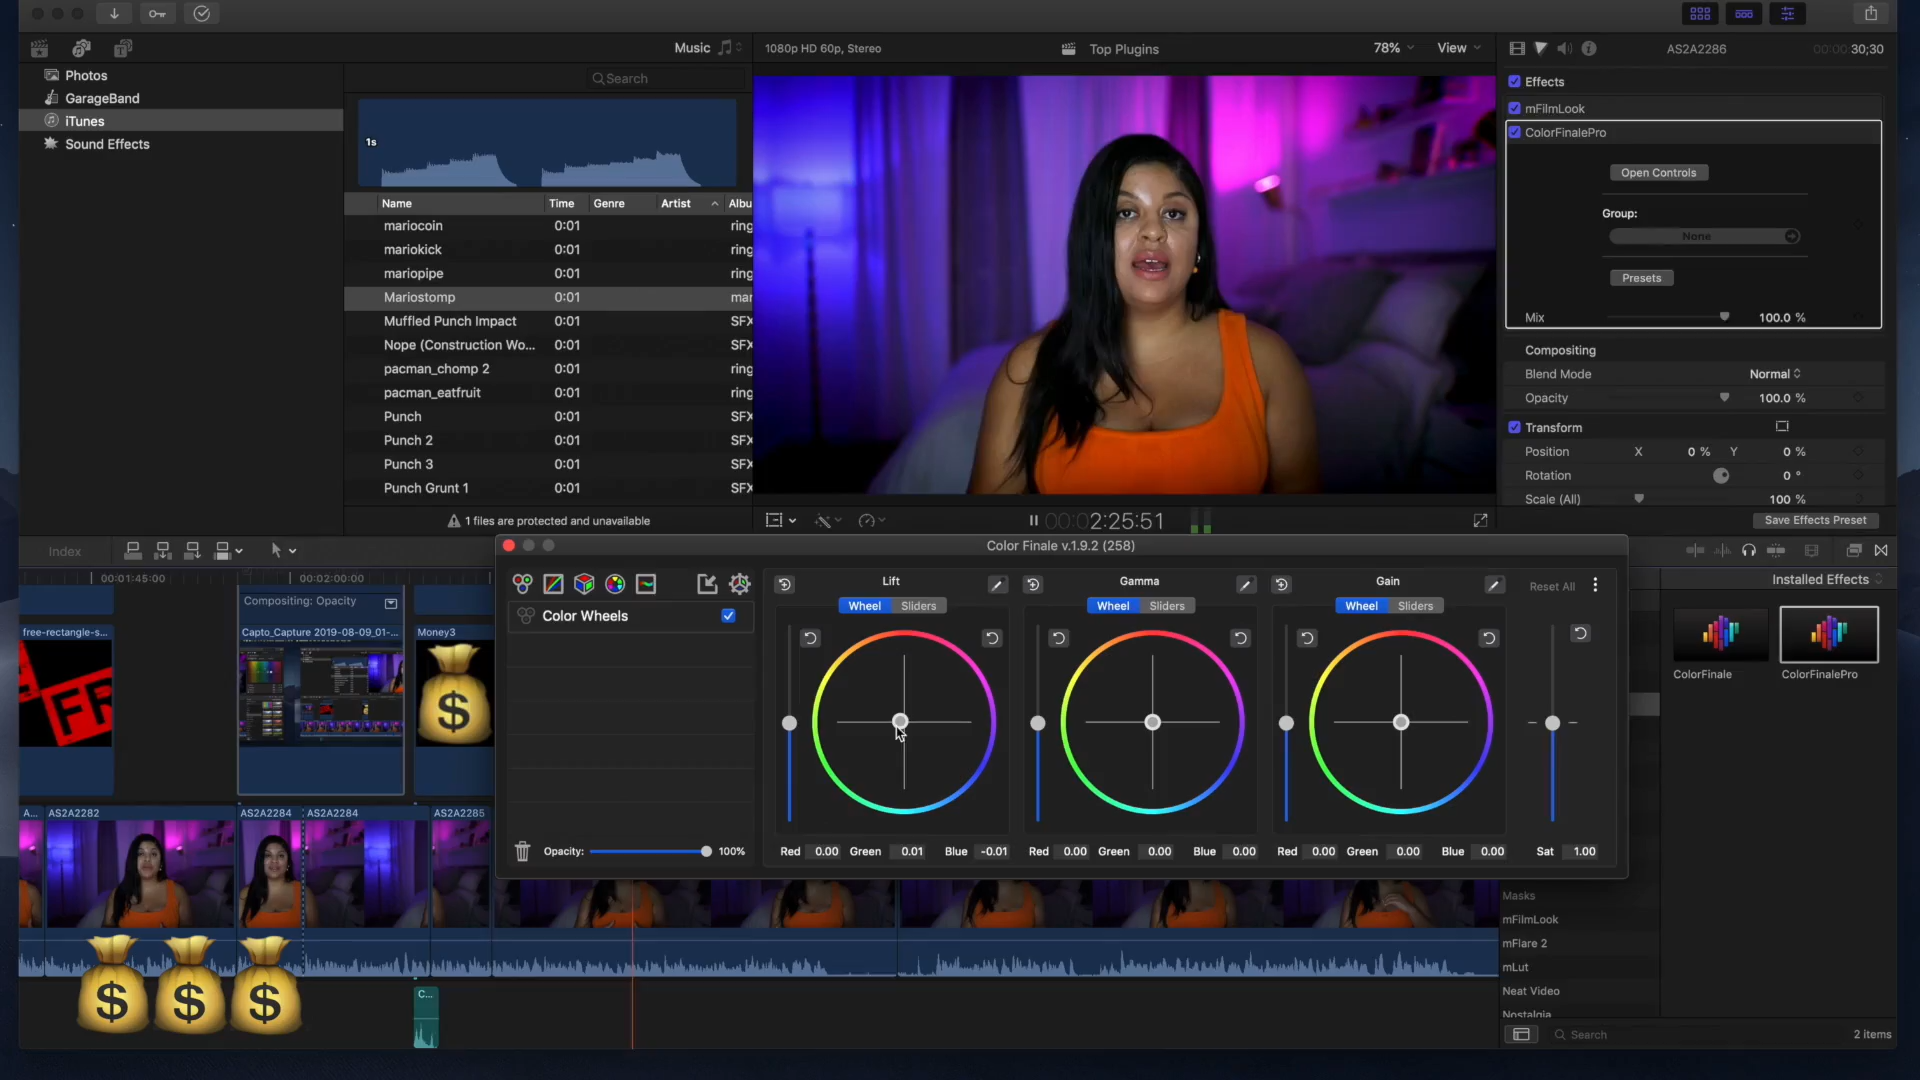 Music
1080p HD 60p, Stereo
Top Plugins
78%
View
AS2A2286
00:00:30;30
Photos
GarageBand
iTunes
Sound Effects
Search
1s
Name Time Genre Artist Albu
mariocoin 0:01 ring
mariokick 0:01 ring
mariopipe 0:01 ring
Mariostomp 0:01 mar
Muffled Punch Impact 0:01 SFX
Nope (Construction Wo... 0:01 SFX
pacman_chomp 2 0:01 ring
pacman_eatfruit 0:01 ring
Punch 0:01 SFX
Punch 2 0:01 SFX
Punch 3 0:01 SFX
Punch Grunt 1 0:01 SFX
1 files are protected and unavailable
Effects
mFilmLook
ColorFinalePro
Open Controls
Group:
None
Presets
Mix 100.0 %
Compositing
Blend Mode Normal
Opacity 100.0 %
Transform
Position X 0 % Y 0 %
Rotation 0 °
Scale (All) 100 %
Save Effects Preset
00:02:25:51
Index
Color Finale v.1.9.2 (258)
00:01:45:00
00:02:00:00
Compositing: Opacity
free-rectangle-s...
Capto_Capture 2019-08-09_01-...
Money3
FR
$
Color Wheels
Opacity: 100%
Lift
Wheel Sliders
Red 0.00 Green 0.01 Blue -0.01
Gamma
Wheel Sliders
Red 0.00 Green 0.00 Blue 0.00
Gain
Wheel Sliders
Red 0.00 Green 0.00 Blue 0.00
Reset All
Sat 1.00
Installed Effects
ColorFinale
ColorFinalePro
A...
AS2A2282
AS2A2284
AS2A2284
AS2A2285
$ $ $
C...
Masks
mFilmLook
mFlare 2
mLut
Neat Video
Nostalgia
Search
2 items